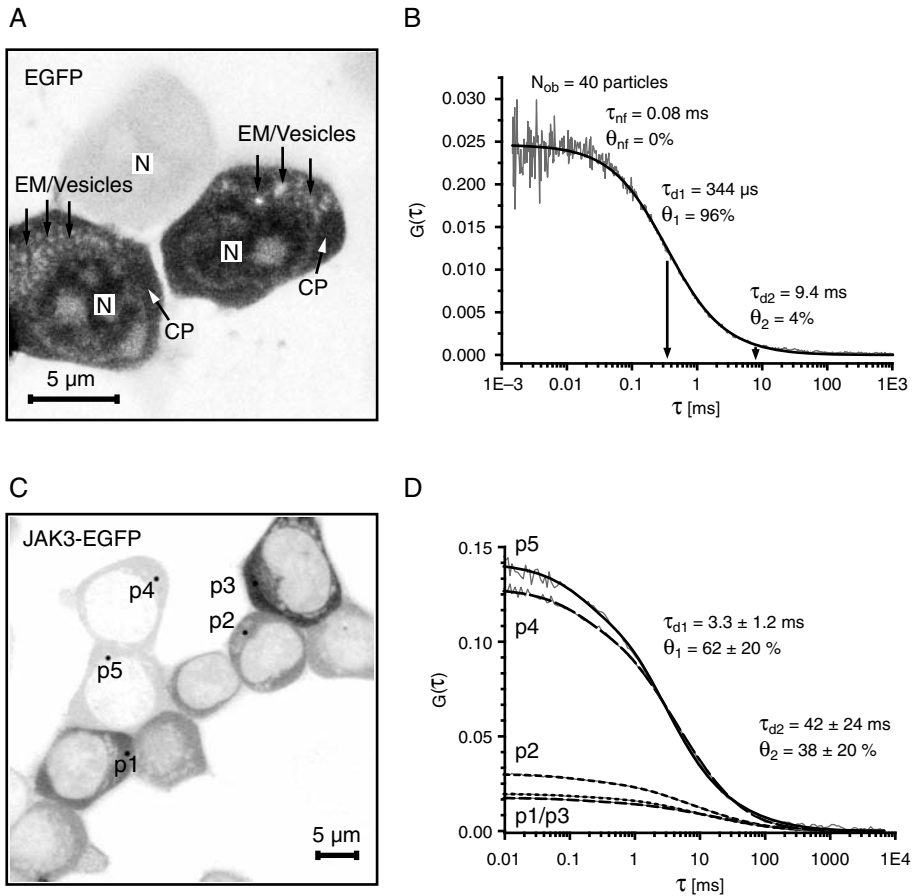 A
EGFP
N
EM/Vesicles
EM/Vesicles
N
N
CP
CP
5 µm
B
N_ob = 40 particles
τ_nf = 0.08 ms
θ_nf = 0%
τ_d1 = 344 µs
θ_1 = 96%
τ_d2 = 9.4 ms
θ_2 = 4%
G(τ)
0.030
0.025
0.020
0.015
0.010
0.005
0.000
1E−3 0.01 0.1 1 10 100 1E3
τ [ms]
C
JAK3-EGFP
p4
p3
p2
p5
p1
5 µm
D
p5
p4
p2
p1/p3
τ_d1 = 3.3 ± 1.2 ms
θ_1 = 62 ± 20 %
τ_d2 = 42 ± 24 ms
θ_2 = 38 ± 20 %
G(τ)
0.15
0.10
0.05
0.00
0.01 0.1 1 10 100 1000 1E4
τ [ms]